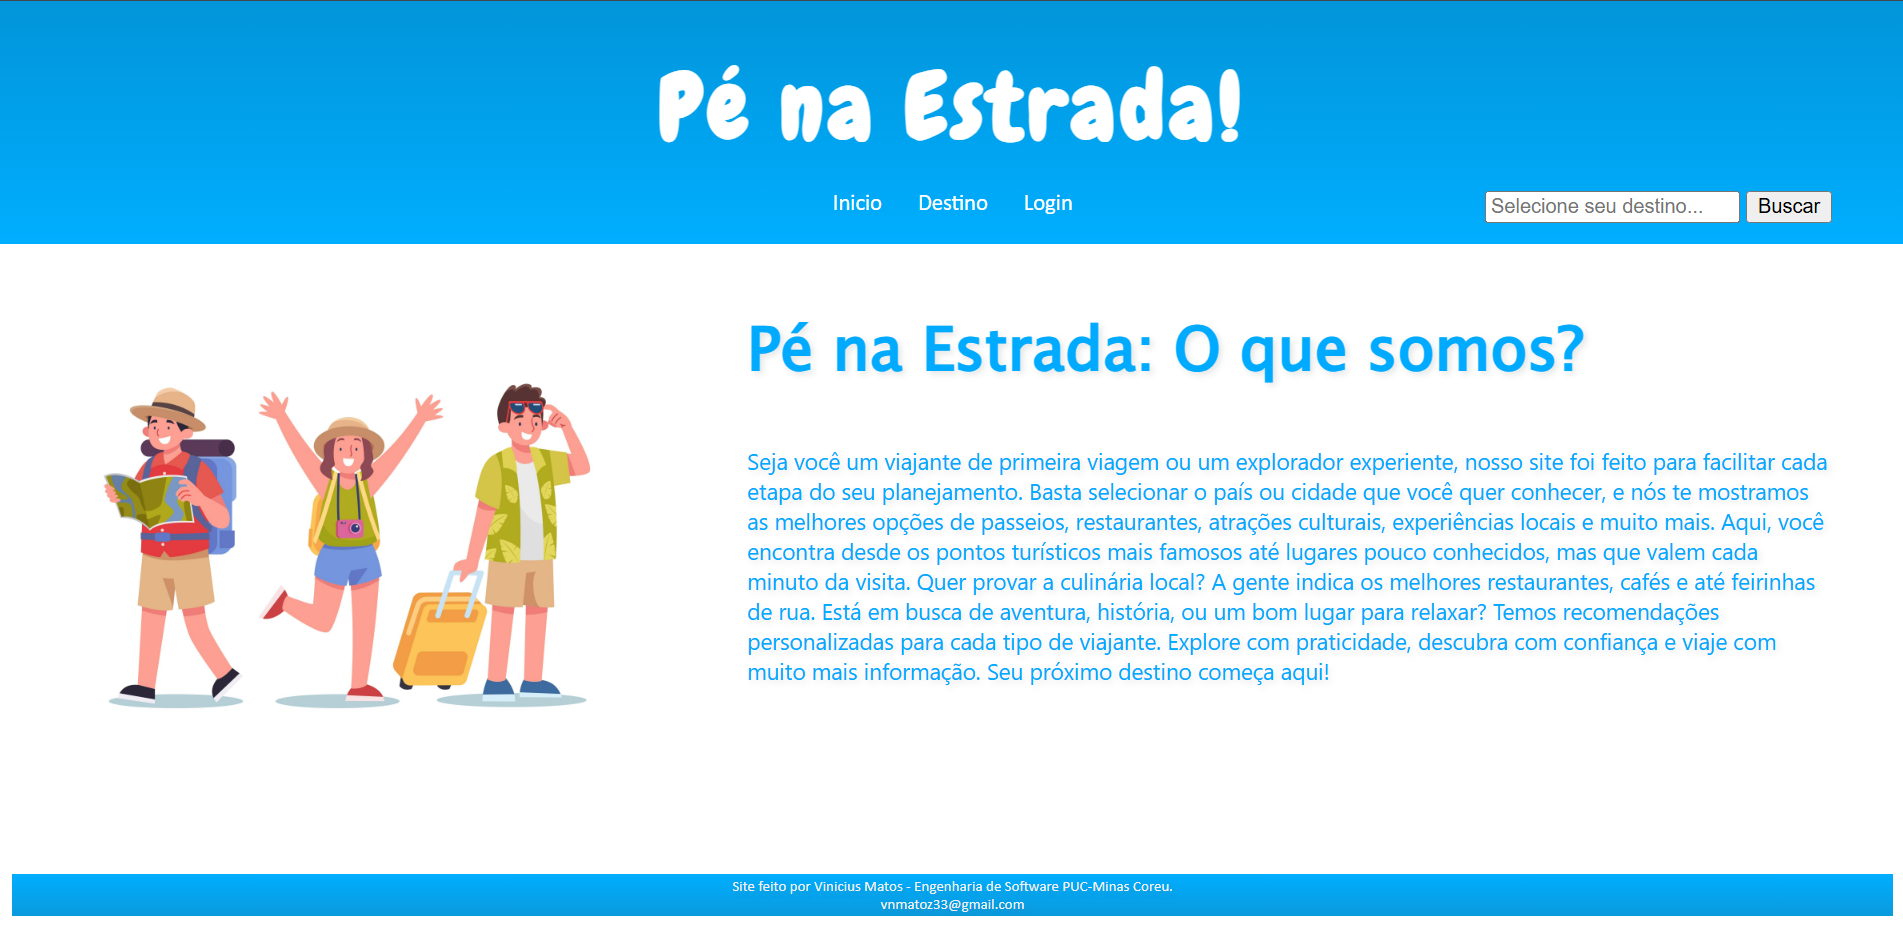 Pé na Estrada!
Inicio Destino Login
Selecione seu destino... Buscar
Pé na Estrada: O que somos?
Seja você um viajante de primeira viagem ou um explorador experiente, nosso site foi feito para facilitar cada
etapa do seu planejamento. Basta selecionar o país ou cidade que você quer conhecer, e nós te mostramos
as melhores opções de passeios, restaurantes, atrações culturais, experiências locais e muito mais. Aqui, você
encontra desde os pontos turísticos mais famosos até lugares pouco conhecidos, mas que valem cada
minuto da visita. Quer provar a culinária local? A gente indica os melhores restaurantes, cafés e até feirinhas
de rua. Está em busca de aventura, história, ou um bom lugar para relaxar? Temos recomendações
personalizadas para cada tipo de viajante. Explore com praticidade, descubra com confiança e viaje com
muito mais informação. Seu próximo destino começa aqui!
Site feito por Vinicius Matos - Engenharia de Software PUC-Minas Coreu.
vnmatoz33@gmail.com